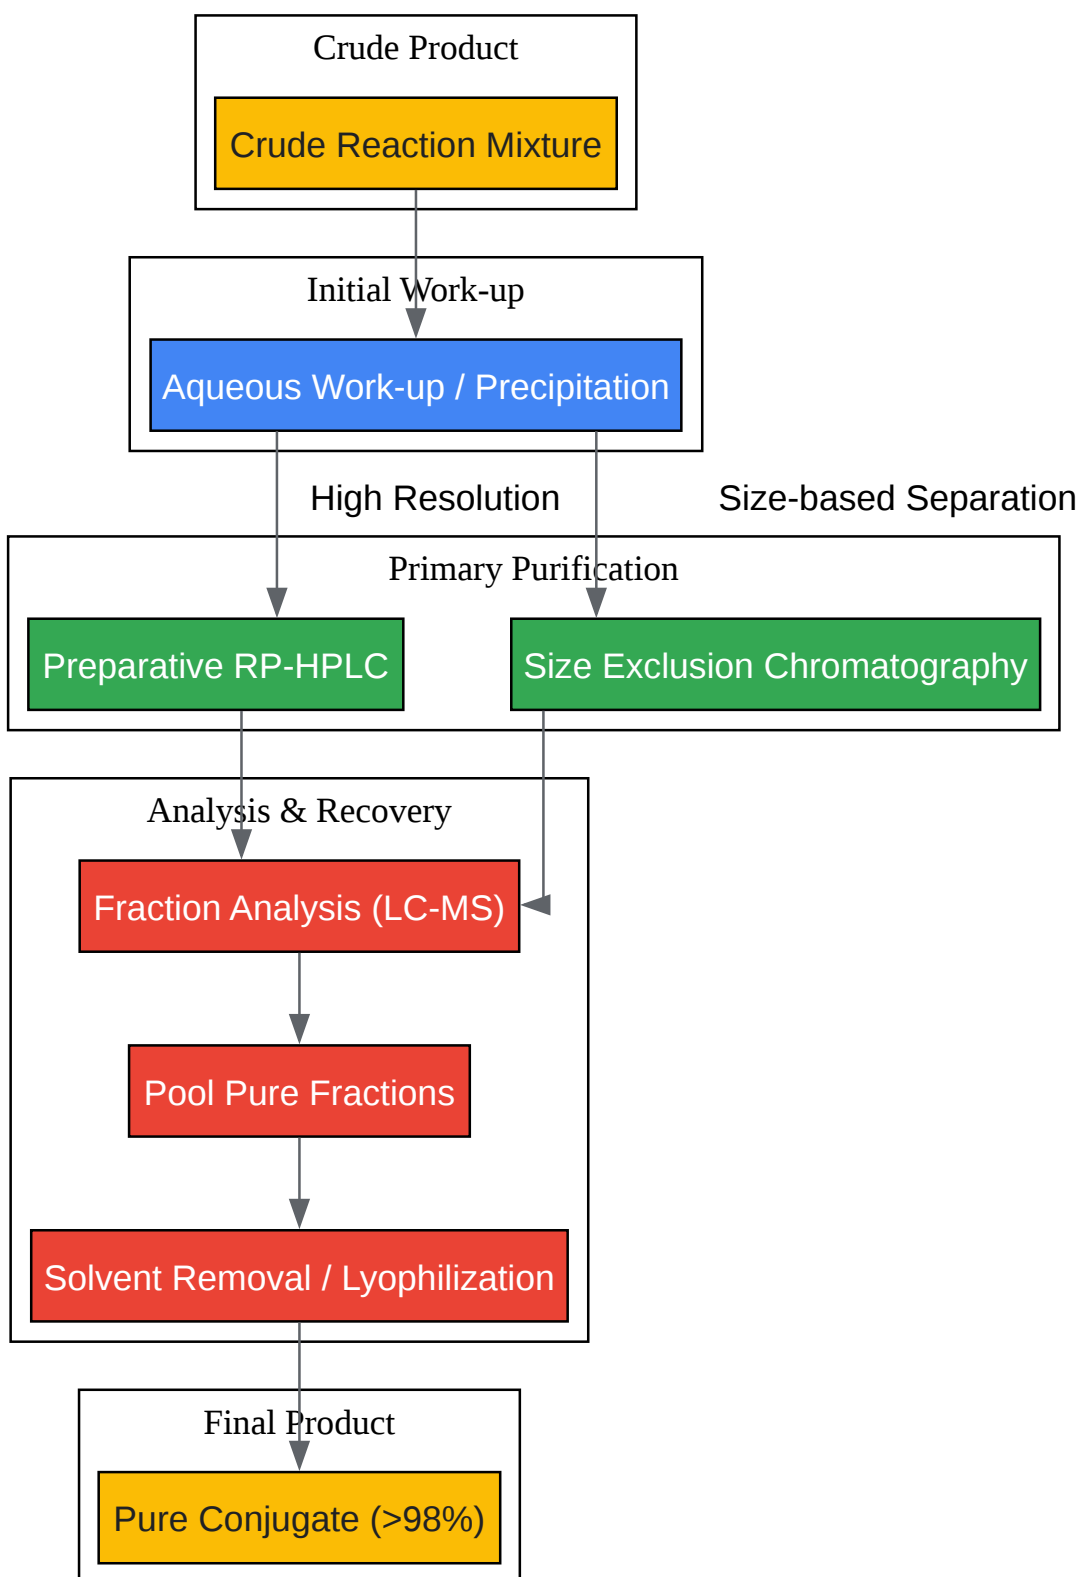 Crude Product
Crude Reaction Mixture
Initial Work-up
Aqueous Work-up / Precipitation
High Resolution
Size-based Separation
Primary Purification
Preparative RP-HPLC
Size Exclusion Chromatography
Analysis & Recovery
Fraction Analysis (LC-MS)
Pool Pure Fractions
Solvent Removal / Lyophilization
Final Product
Pure Conjugate (>98%)